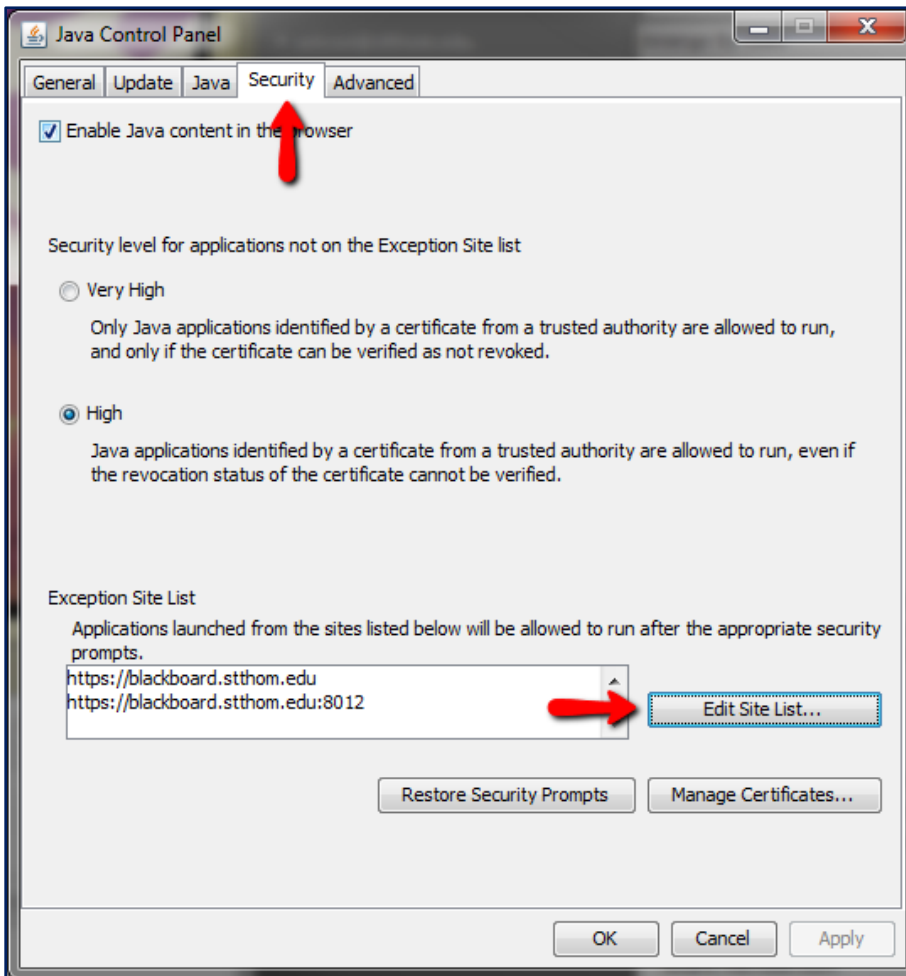 Java Control Panel
General Update Java Security Advanced
Enable Java content in the browser
Security level for applications not on the Exception Site list
Very High
Only Java applications identified by a certificate from a trusted authority are allowed to run,
and only if the certificate can be verified as not revoked.
High
Java applications identified by a certificate from a trusted authority are allowed to run, even if
the revocation status of the certificate cannot be verified.
Exception Site List
Applications launched from the sites listed below will be allowed to run after the appropriate security
prompts.
https://blackboard.stthom.edu
https://blackboard.stthom.edu:8012
Edit Site List...
Restore Security Prompts Manage Certificates...
OK Cancel Apply